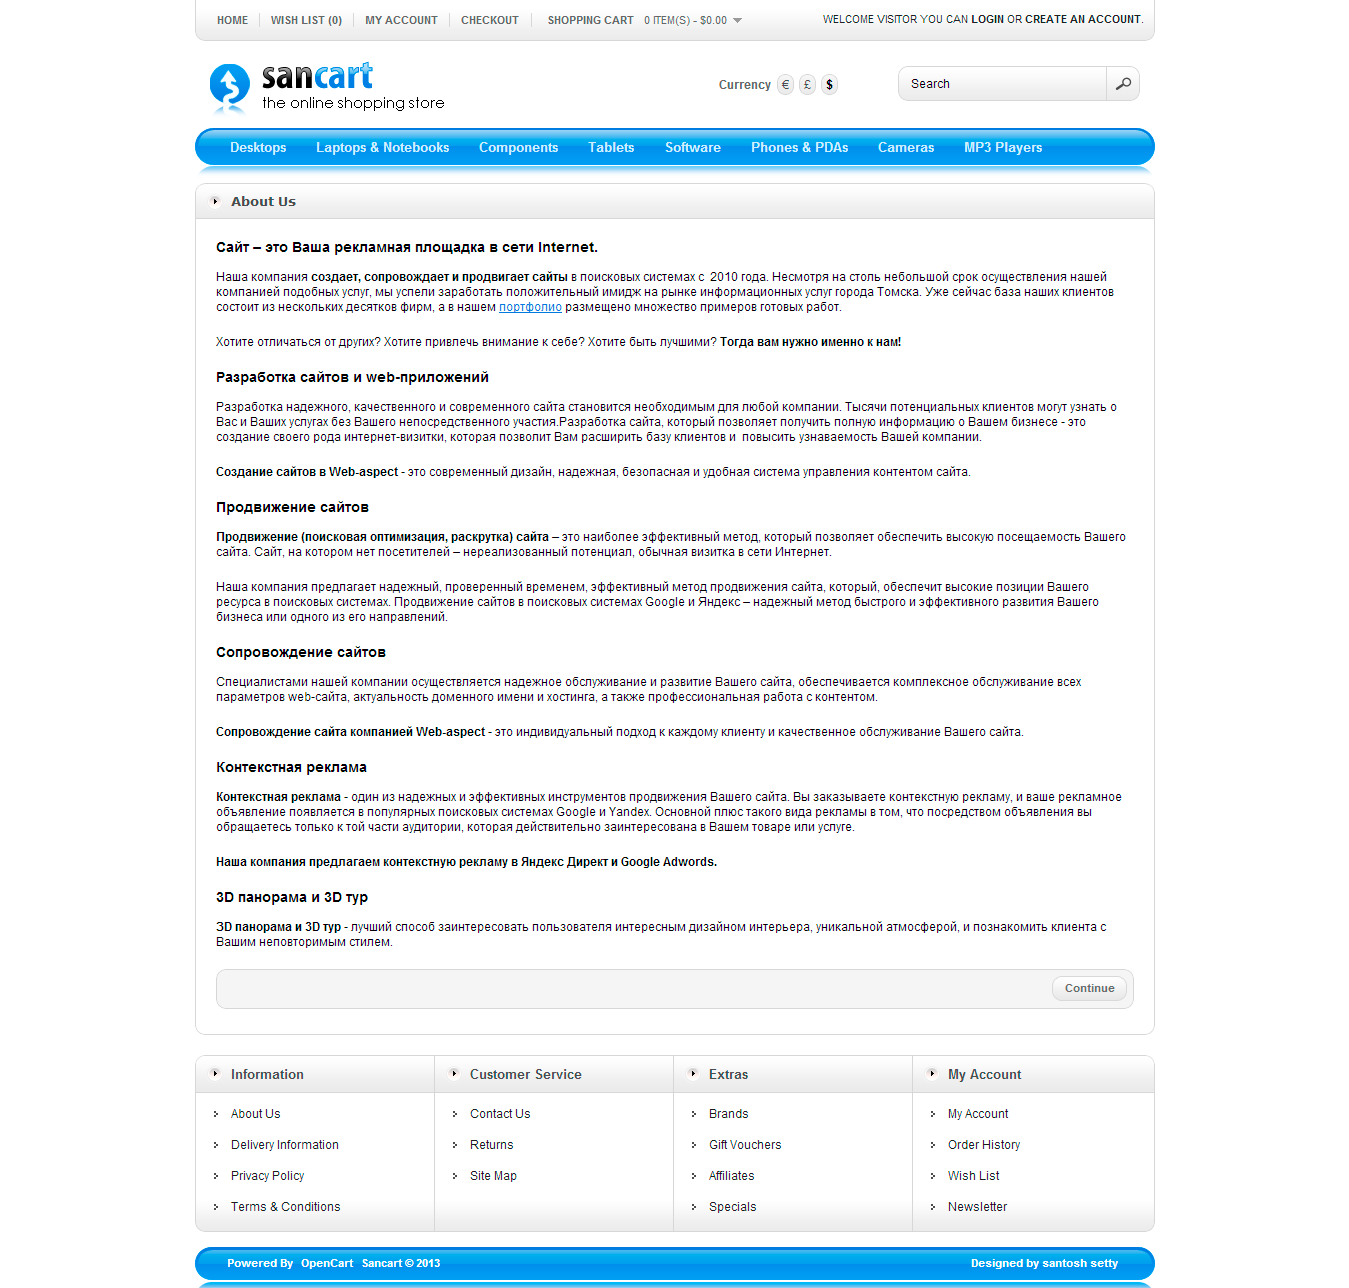 HOME WISH LIST (0) MY ACCOUNT CHECKOUT SHOPPING CART 0 ITEM(S) - $0.00 WELCOME VISITOR YOU CAN LOGIN OR CREATE AN ACCOUNT.
sancart
the online shopping store
Currency € £ $
Search
Desktops Laptops & Notebooks Components Tablets Software Phones & PDAs Cameras MP3 Players
About Us
Сайт – это Ваша рекламная площадка в сети Internet.
Наша компания создает, сопровождает и продвигает сайты в поисковых системах с 2010 года. Несмотря на столь небольшой срок осуществления нашей
компанией подобных услуг, мы успели заработать положительный имидж на рынке информационных услуг города Томска. Уже сейчас база наших клиентов
состоит из нескольких десятков фирм, а в нашем портфолио размещено множество примеров готовых работ.
Хотите отличаться от других? Хотите привлечь внимание к себе? Хотите быть лучшими? Тогда вам нужно именно к нам!
Разработка сайтов и web-приложений
Разработка надежного, качественного и современного сайта становится необходимым для любой компании. Тысячи потенциальных клиентов могут узнать о
Вас и Ваших услугах без Вашего непосредственного участия.Разработка сайта, который позволяет получить полную информацию о Вашем бизнесе - это
создание своего рода интернет-визитки, которая позволит Вам расширить базу клиентов и повысить узнаваемость Вашей компании.
Создание сайтов в Web-aspect - это современный дизайн, надежная, безопасная и удобная система управления контентом сайта.
Продвижение сайтов
Продвижение (поисковая оптимизация, раскрутка) сайта – это наиболее эффективный метод, который позволяет обеспечить высокую посещаемость Вашего
сайта. Сайт, на котором нет посетителей – нереализованный потенциал, обычная визитка в сети Интернет.
Наша компания предлагает надежный, проверенный временем, эффективный метод продвижения сайта, который, обеспечит высокие позиции Вашего
ресурса в поисковых системах. Продвижение сайтов в поисковых системах Google и Яндекс – надежный метод быстрого и эффективного развития Вашего
бизнеса или одного из его направлений.
Сопровождение сайтов
Специалистами нашей компании осуществляется надежное обслуживание и развитие Вашего сайта, обеспечивается комплексное обслуживание всех
параметров web-сайта, актуальность доменного имени и хостинга, а также профессиональная работа с контентом.
Сопровождение сайта компанией Web-aspect - это индивидуальный подход к каждому клиенту и качественное обслуживание Вашего сайта.
Контекстная реклама
Контекстная реклама - один из надежных и эффективных инструментов продвижения Вашего сайта. Вы заказываете контекстную рекламу, и ваше рекламное
объявление появляется в популярных поисковых системах Google и Yandex. Основной плюс такого вида рекламы в том, что посредством объявления вы
обращаетесь только к той части аудитории, которая действительно заинтересована в Вашем товаре или услуге.
Наша компания предлагаем контекстную рекламу в Яндекс Директ и Google Adwords.
3D панорама и 3D тур
3D панорама и 3D тур - лучший способ заинтересовать пользователя интересным дизайном интерьера, уникальной атмосферой, и познакомить клиента с
Вашим неповторимым стилем.
Continue
Information Customer Service Extras My Account
About Us Contact Us Brands My Account
Delivery Information Returns Gift Vouchers Order History
Privacy Policy Site Map Affiliates Wish List
Terms & Conditions Specials Newsletter
Powered By OpenCart Sancart © 2013 Designed by santosh setty